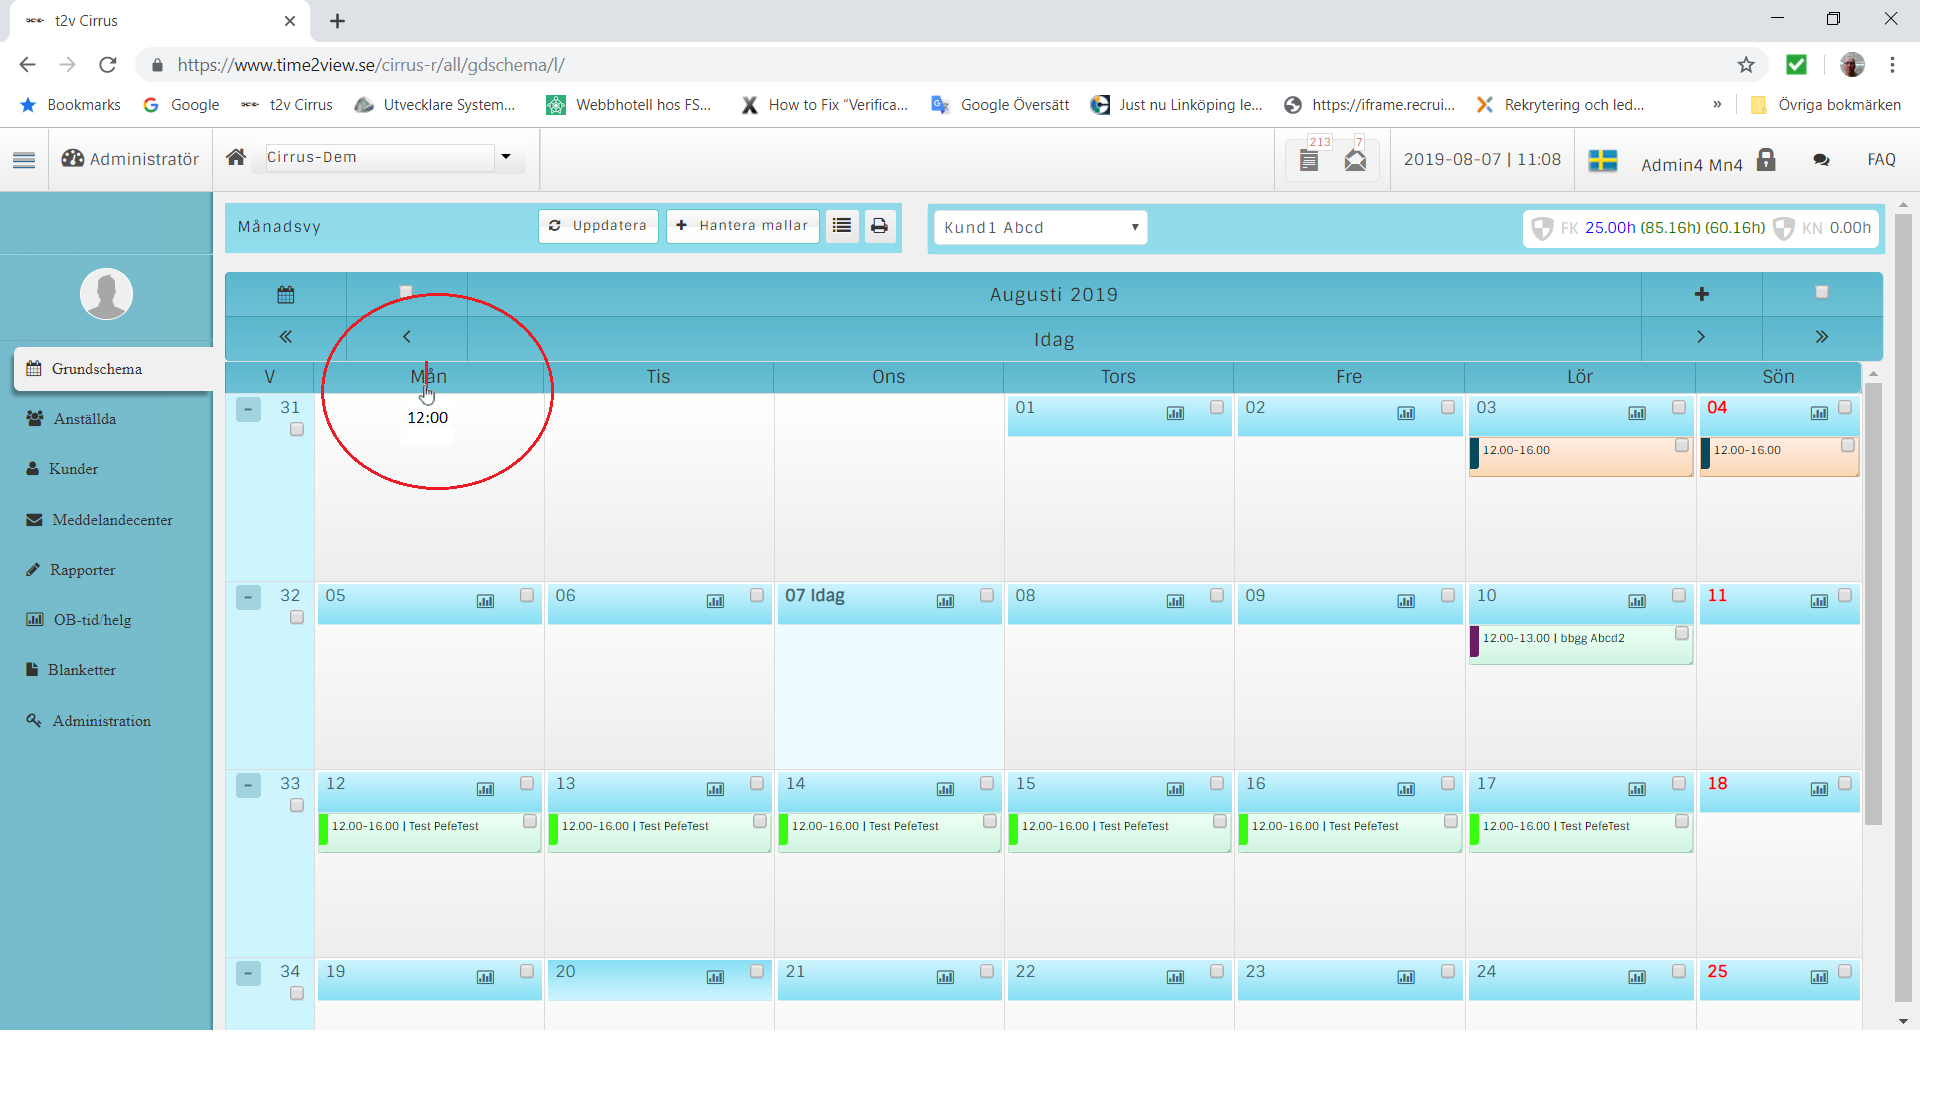 t2v Cirrus
https://www.time2view.se/cirrus-r/all/gdschema/l/
Bookmarks Google t2v Cirrus Utvecklare System... Webbhotell hos FS... How to Fix “Verifica... Google Översätt Just nu Linköping le... https://iframe.recrui... Rekrytering och led... » Övriga bokmärken
Administratör Cirrus-Dem 213 7 2019-08-07 | 11:08 Admin4 Mn4 FAQ
Månadsvy Uppdatera Hantera mallar Kund1 Abcd FK 25.00h (85.16h) (60.16h) KN 0.00h
Augusti 2019
Idag
Grundschema
Anställda
Kunder
Meddelandecenter
Rapporter
OB-tid/helg
Blanketter
Administration
V Mån Tis Ons Tors Fre Lör Sön
31 01 02 03 04
12:00
12.00-16.00 12.00-16.00
32 05 06 07 Idag 08 09 10 11
12.00-13.00 | bbgg Abcd2
33 12 13 14 15 16 17 18
12.00-16.00 | Test PefeTest 12.00-16.00 | Test PefeTest 12.00-16.00 | Test PefeTest 12.00-16.00 | Test PefeTest 12.00-16.00 | Test PefeTest 12.00-16.00 | Test PefeTest
34 19 20 21 22 23 24 25